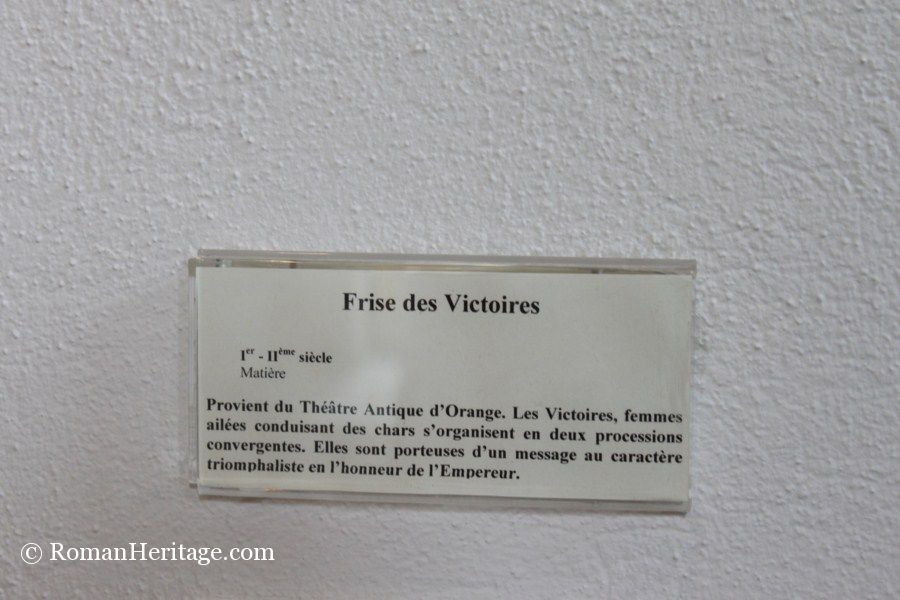 Frise des Victoires
Ier - IIème siècle
Matière
Provient du Théâtre Antique d’Orange. Les Victoires, femmes
ailées conduisant des chars s’organisent en deux processions
convergentes. Elles sont porteuses d’un message au caractère
triomphaliste en l’honneur de l’Empereur.
© RomanHeritage.com